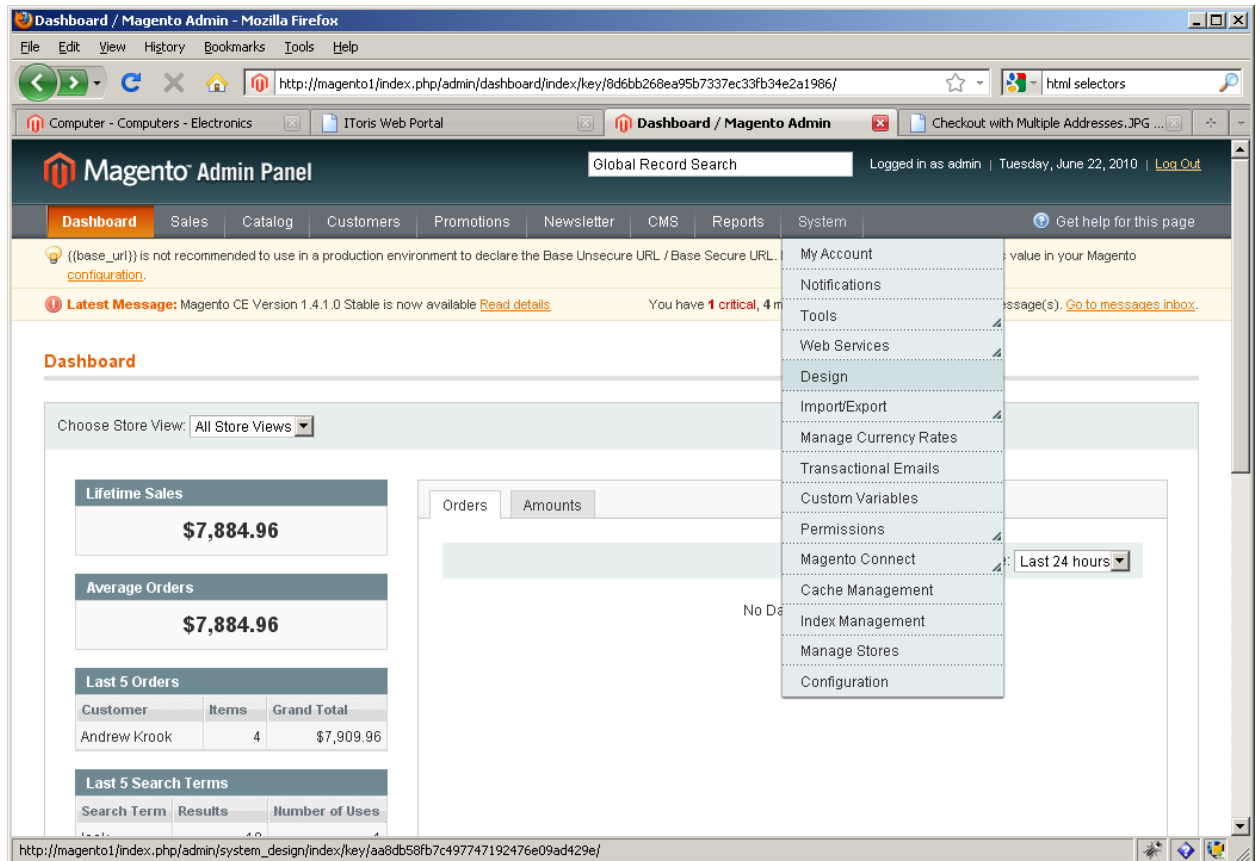 Dashboard / Magento Admin - Mozilla Firefox
File Edit View History Bookmarks Tools Help
http://magento1/index.php/admin/dashboard/index/key/8d6bb268ea95b7337ec33fb34e2a1986/ html selectors
Computer - Computers - Electronics IToris Web Portal Dashboard / Magento Admin Checkout with Multiple Addresses.JPG ...
Magento™ Admin Panel Global Record Search Logged in as admin | Tuesday, June 22, 2010 | Log Out
Dashboard Sales Catalog Customers Promotions Newsletter CMS Reports System Get help for this page
{{base_url}} is not recommended to use in a production environment to declare the Base Unsecure URL / Base Secure URL. value in your Magento
configuration.
Latest Message: Magento CE Version 1.4.1.0 Stable is now available Read details You have 1 critical, 4 Go to messages inbox.
My Account
Notifications
Tools
Web Services
Design
Import/Export
Manage Currency Rates
Transactional Emails
Custom Variables
Permissions
Magento Connect
Cache Management
Index Management
Manage Stores
Configuration
Dashboard
Choose Store View: All Store Views
Lifetime Sales
$7,884.96
Average Orders
$7,884.96
Last 5 Orders
Customer Items Grand Total
Andrew Krook 4 $7,909.96
Last 5 Search Terms
Search Term Results Number of Uses
Orders Amounts
Last 24 hours
No
http://magento1/index.php/admin/system_design/index/key/aa8db58fb7c497747192476e09ad429e/